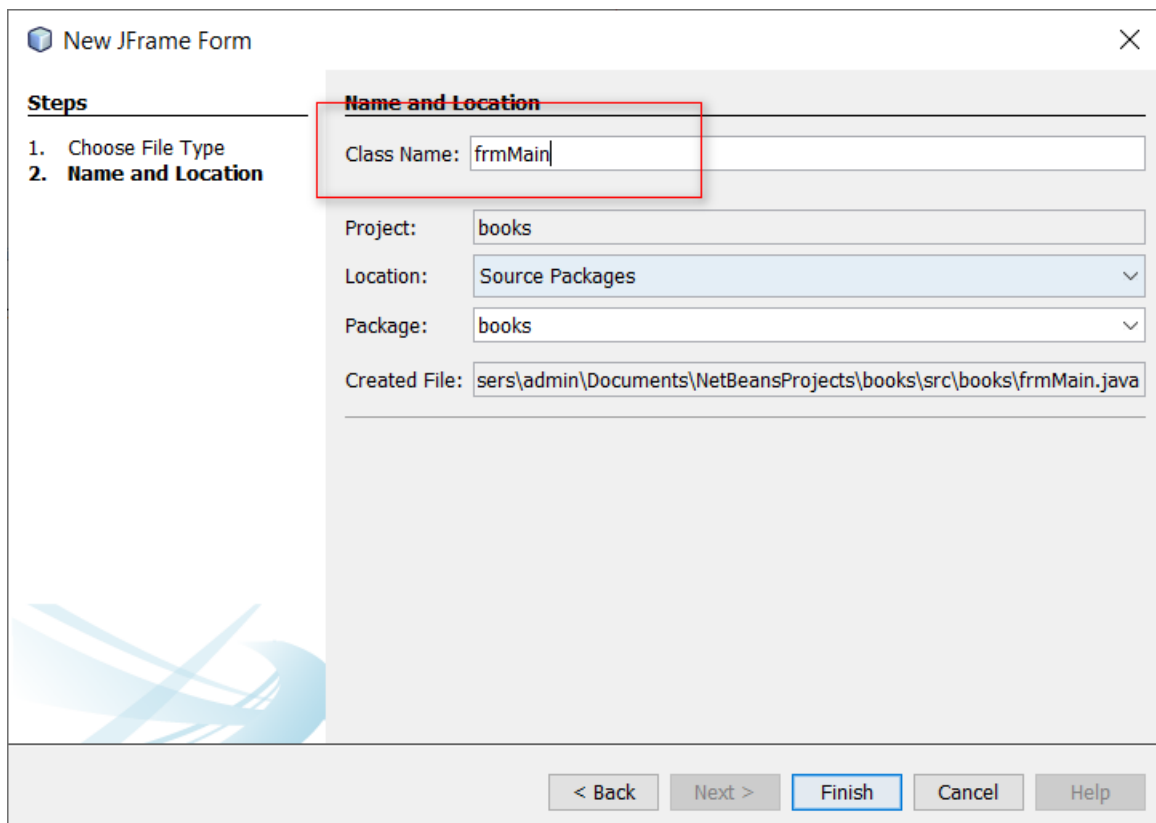 New JFrame Form
Steps
1. Choose File Type
2. Name and Location
Name and Location
Class Name: frmMain
Project: books
Location: Source Packages
Package: books
Created File: sers\admin\Documents\NetBeansProjects\books\src\books\frmMain.java
< Back Next > Finish Cancel Help